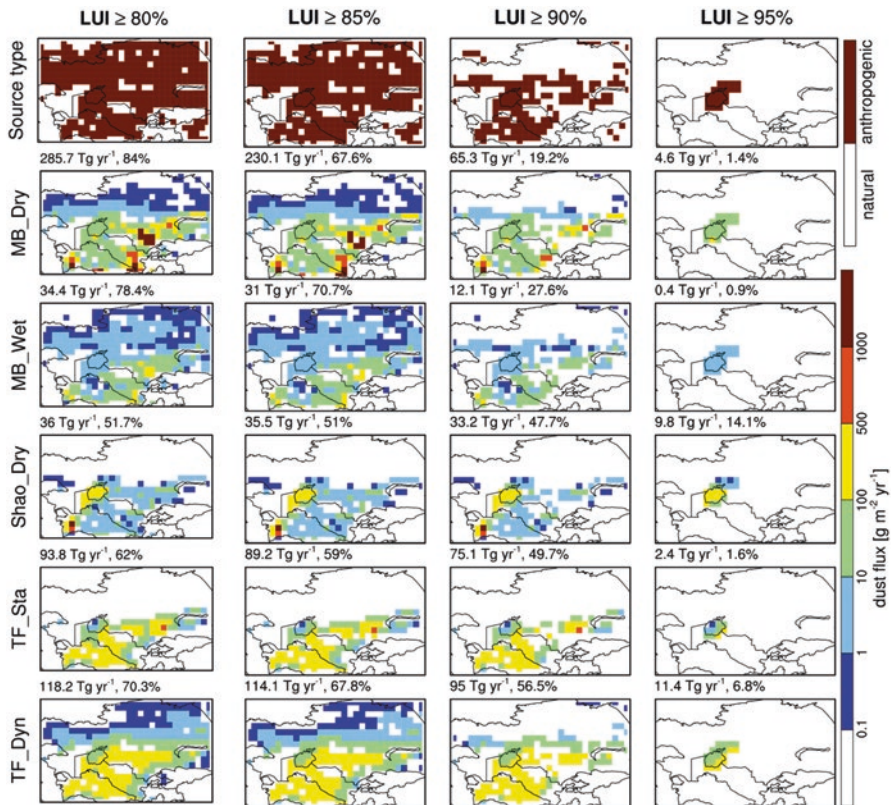 LUI ≥ 80% LUI ≥ 85% LUI ≥ 90% LUI ≥ 95%
Source type
285.7 Tg yr⁻¹, 84% 230.1 Tg yr⁻¹, 67.6% 65.3 Tg yr⁻¹, 19.2% 4.6 Tg yr⁻¹, 1.4%
MB_Dry
34.4 Tg yr⁻¹, 78.4% 31 Tg yr⁻¹, 70.7% 12.1 Tg yr⁻¹, 27.6% 0.4 Tg yr⁻¹, 0.9%
MB_Wet
36 Tg yr⁻¹, 51.7% 35.5 Tg yr⁻¹, 51% 33.2 Tg yr⁻¹, 47.7% 9.8 Tg yr⁻¹, 14.1%
Shao_Dry
93.8 Tg yr⁻¹, 62% 89.2 Tg yr⁻¹, 59% 75.1 Tg yr⁻¹, 49.7% 2.4 Tg yr⁻¹, 1.6%
TF_Sta
118.2 Tg yr⁻¹, 70.3% 114.1 Tg yr⁻¹, 67.8% 95 Tg yr⁻¹, 56.5% 11.4 Tg yr⁻¹, 6.8%
TF_Dyn
anthropogenic
natural
1000
500
100
10
1
0.1
dust flux [g m⁻² yr⁻¹]